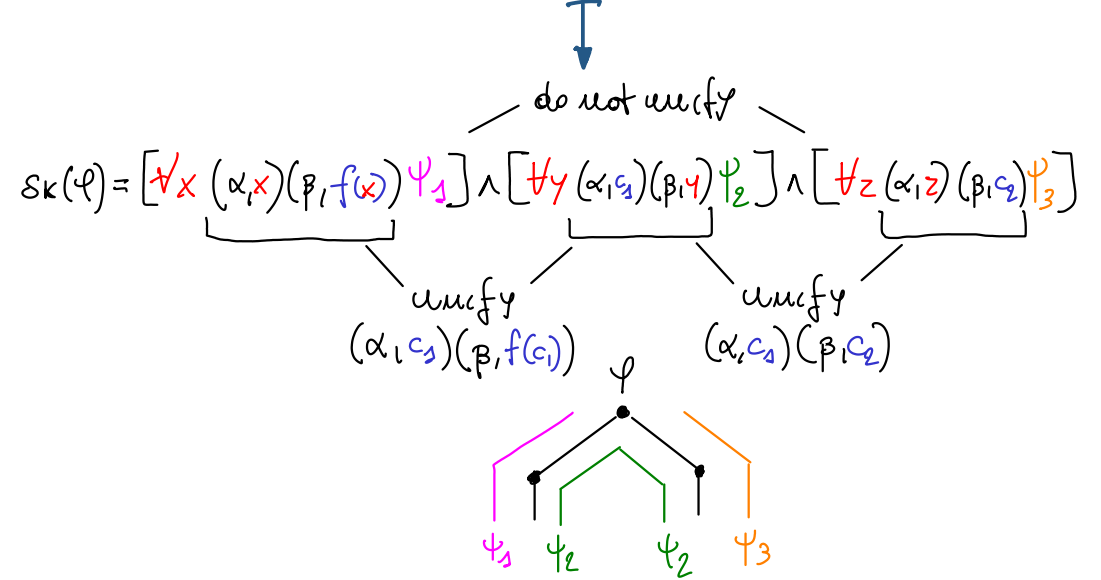 do not unify
sk(φ) = [∀x (α,x)(β,f(x)) ψ₁] ∧ [∀y (α,c₁)(β,y) ψ₂] ∧ [∀z (α,z)(β,c₂) ψ₃]
unify unify
(α,c₁)(β,f(c₁)) (α,c₁)(β,c₂)
φ
ψ₁ ψ₂ ψ₂ ψ₃